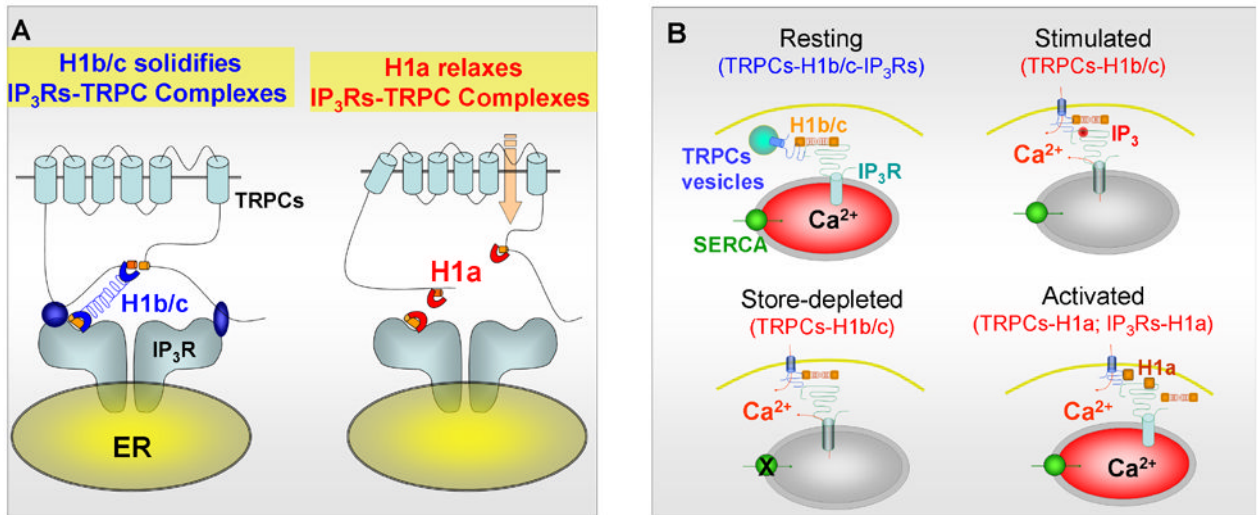 A
H1b/c solidifies
IP₃Rs-TRPC Complexes
H1a relaxes
IP₃Rs-TRPC Complexes
TRPCs
H1b/c
H1a
IP₃R
ER
B
Resting
(TRPCs-H1b/c-IP₃Rs)
H1b/c
TRPCs
vesicles
IP₃R
Ca²⁺
SERCA
Stimulated
(TRPCs-H1b/c)
IP₃
Ca²⁺
Store-depleted
(TRPCs-H1b/c)
Ca²⁺
X
Activated
(TRPCs-H1a; IP₃Rs-H1a)
H1a
Ca²⁺
Ca²⁺